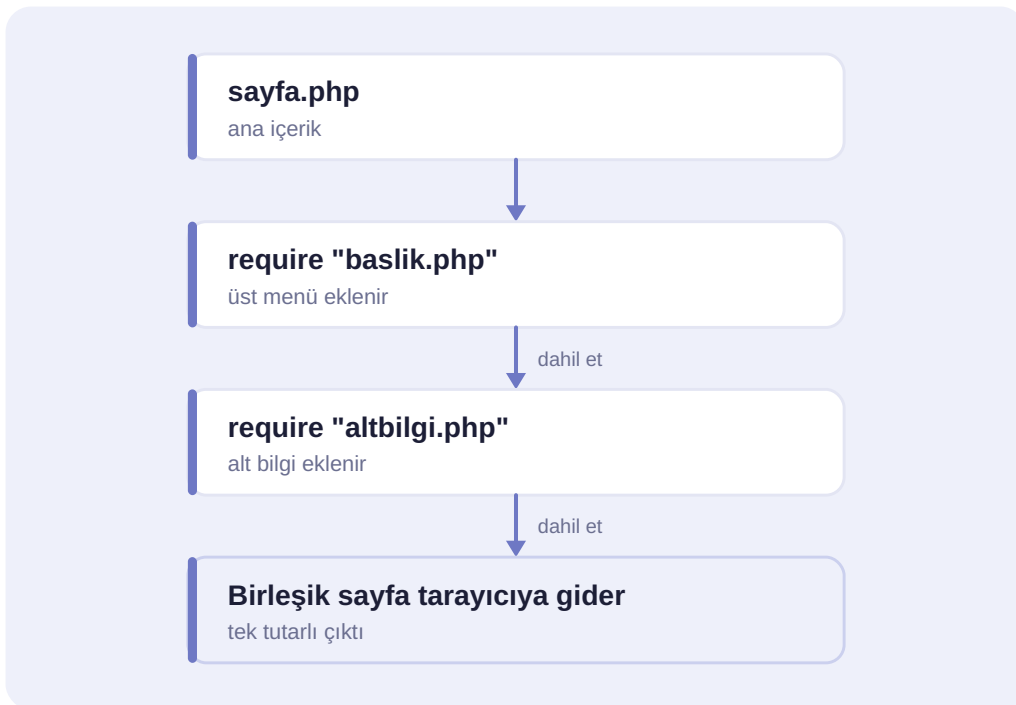 sayfa.php
ana içerik
require "baslik.php"
üst menü eklenir
dahil et
require "altbilgi.php"
alt bilgi eklenir
dahil et
Birleşik sayfa tarayıcıya gider
tek tutarlı çıktı